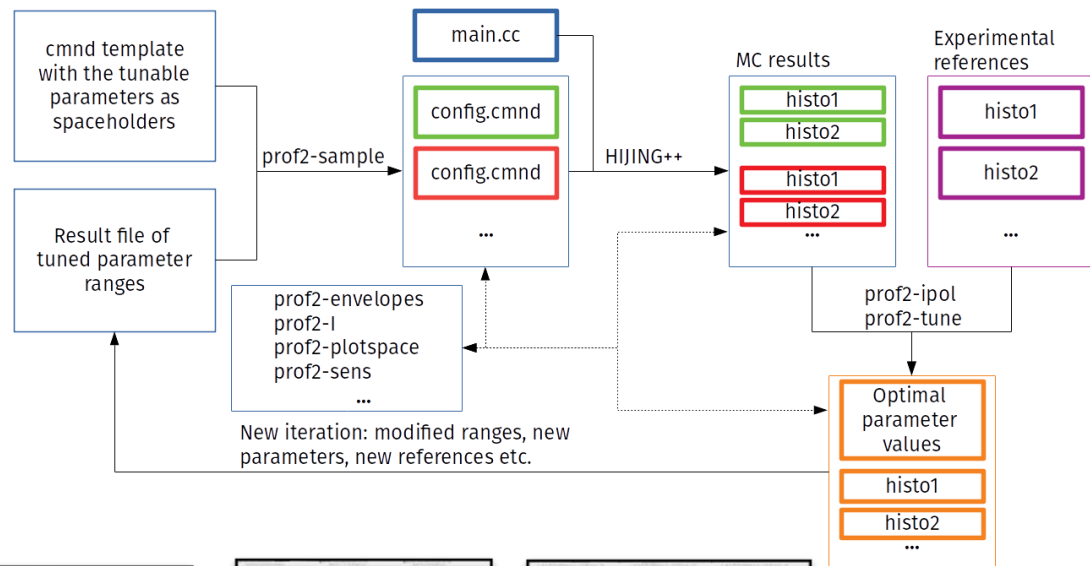 cmnd template
with the tunable
parameters as
spaceholders
main.cc
config.cmnd
config.cmnd
...
prof2-sample
HIJING++
MC results
histo1
histo2
histo1
histo2
...
Experimental
references
histo1
histo2
...
Result file of
tuned parameter
ranges
prof2-envelopes
prof2-I
prof2-plotspace
prof2-sens
...
prof2-ipol
prof2-tune
Optimal
parameter
values
histo1
histo2
...
New iteration: modified ranges, new
parameters, new references etc.